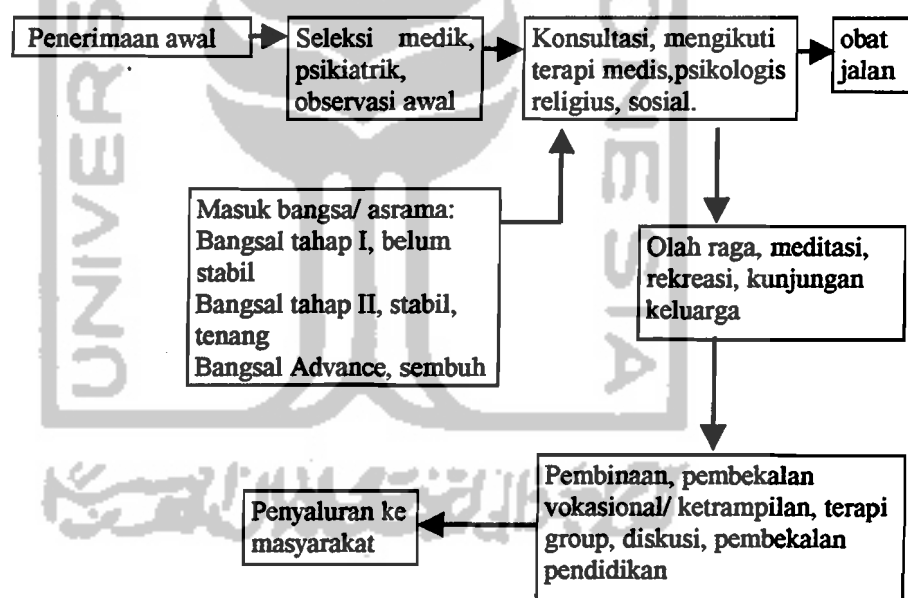 Penerimaan awal
Seleksi medik,
psikiatrik,
observasi awal
Konsultasi, mengikuti
terapi medis,psikologis
religius, sosial.
obat
jalan
Masuk bangsa/ asrama:
Bangsal tahap I, belum
stabil
Bangsal tahap II, stabil,
tenang
Bangsal Advance, sembuh
Olah raga, meditasi,
rekreasi, kunjungan
keluarga
Pembinaan, pembekalan
vokasional/ ketrampilan, terapi
group, diskusi, pembekalan
pendidikan
Penyaluran ke
masyarakat
UNIVERS
ONESIA